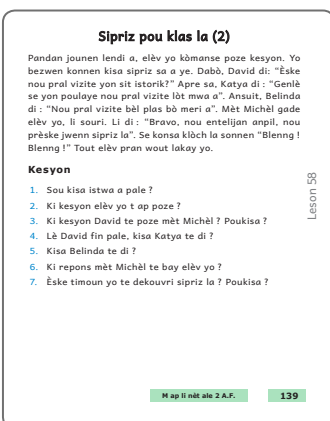 Sipriz pou klas la (2)
Pandan jounen lendi a, elèv yo kòmanse poze kesyon. Yo
bezwen konnen kisa sipriz sa a ye. Dabò, David di: “Èske
nou pral vizite yon sit istorik?” Apre sa, Katya di : “Genlè
se yon poulaye nou pral vizite lòt mwa a”. Ansuit, Belinda
di : “Nou pral vizite bèl plas bò meri a”. Mèt Michèl gade
elèv yo, li souri. Li di : “Bravo, nou entelijan anpil, nou
prèske jwenn sipriz la”. Se konsa klòch la sonnen “Blenng !
Blenng !” Tout elèv pran wout lakay yo.
Kesyon
1. Sou kisa istwa a pale ?
2. Ki kesyon elèv yo t ap poze ?
3. Ki kesyon David te poze mèt Michèl ? Poukisa ?
4. Lè David fin pale, kisa Katya te di ?
5. Kisa Belinda te di ?
6. Ki repons mèt Michèl te bay elèv yo ?
7. Èske timoun yo te dekouvri sipriz la ? Poukisa ?
Leson 58
M ap li nèt ale 2 A.F.
139